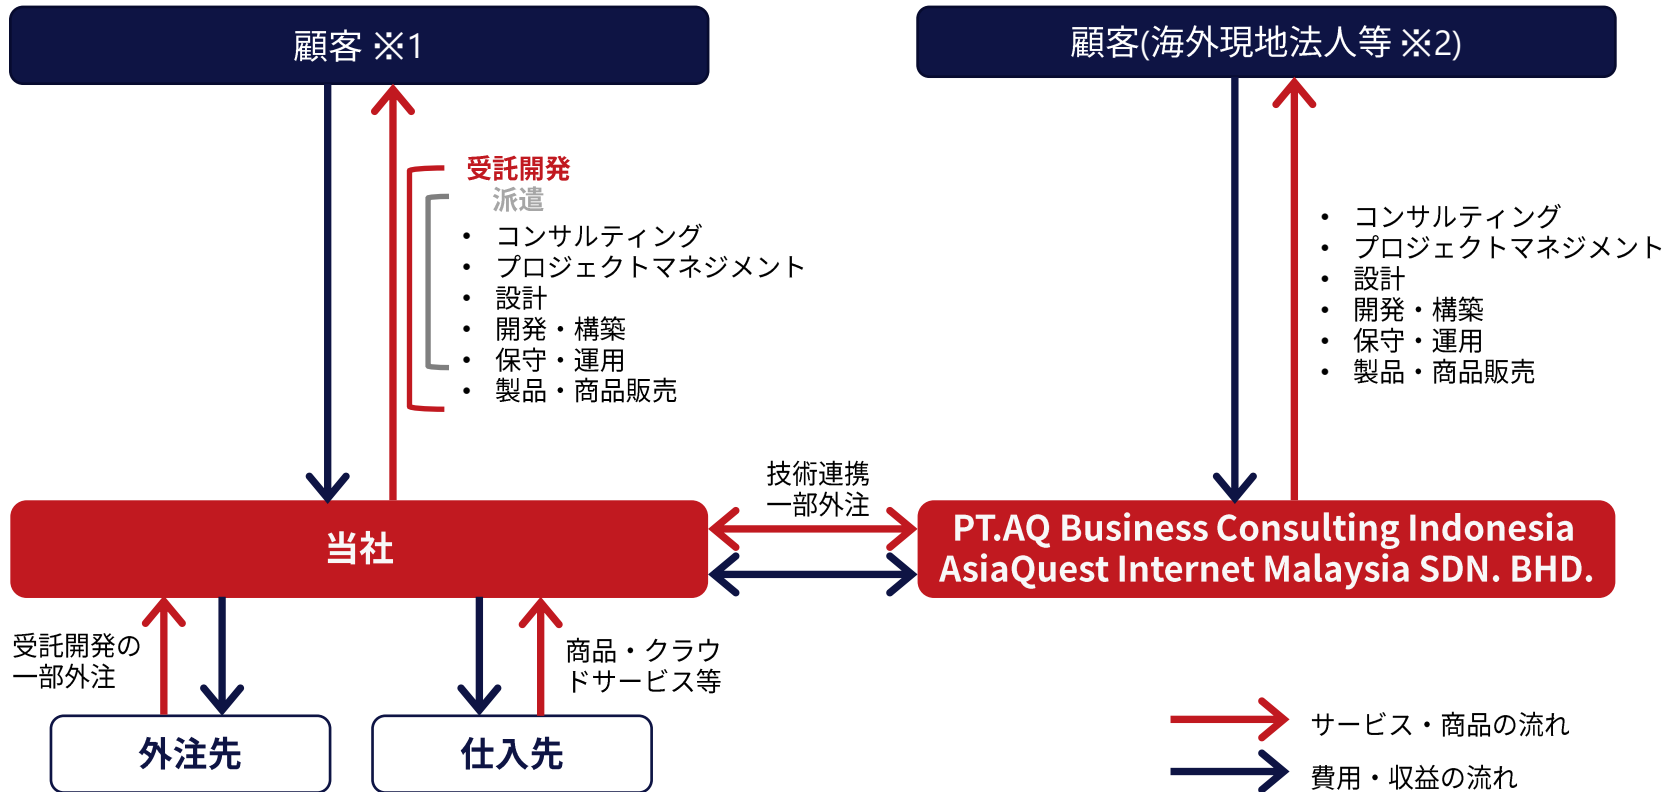 顧客 ※1
顧客(海外現地法人等 ※2)
受託開発
派遣
• コンサルティング
• プロジェクトマネジメント
• 設計
• 開発・構築
• 保守・運用
• 製品・商品販売
• コンサルティング
• プロジェクトマネジメント
• 設計
• 開発・構築
• 保守・運用
• 製品・商品販売
技術連携
一部外注
当社
PT.AQ Business Consulting Indonesia
AsiaQuest Internet Malaysia SDN. BHD.
受託開発の
一部外注
商品・クラウ
ドサービス等
外注先
仕入先
サービス・商品の流れ
費用・収益の流れ